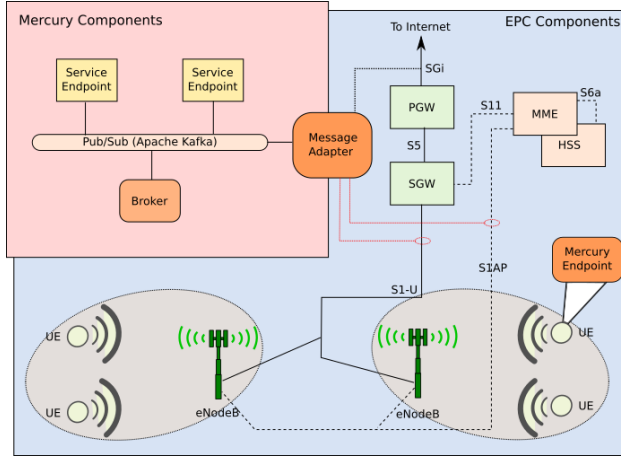 Mercury Components
EPC Components
To Internet
Service
Endpoint
Service
Endpoint
SGi
PGW
S11
S6a
MME
HSS
Pub/Sub (Apache Kafka)
Message
Adapter
S5
SGW
Broker
Mercury
Endpoint
S1AP
S1-U
UE
UE
UE
UE
eNodeB
eNodeB